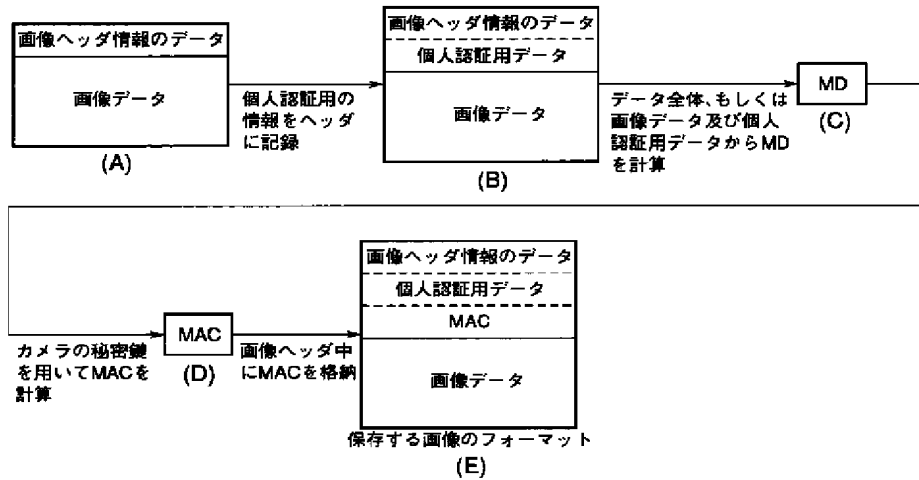 画像ヘッダ情報のデータ
画像データ
(A)
個人認証用の
情報をヘッダ
に記録
画像ヘッダ情報のデータ
個人認証用データ
画像データ
(B)
データ全体、もしくは
画像データ及び個人
認証用データからMD
を計算
MD
(C)
カメラの秘密鍵
を用いてMACを
計算
MAC
(D)
画像ヘッダ中
にMACを格納
画像ヘッダ情報のデータ
個人認証用データ
MAC
画像データ
保存する画像のフォーマット
(E)